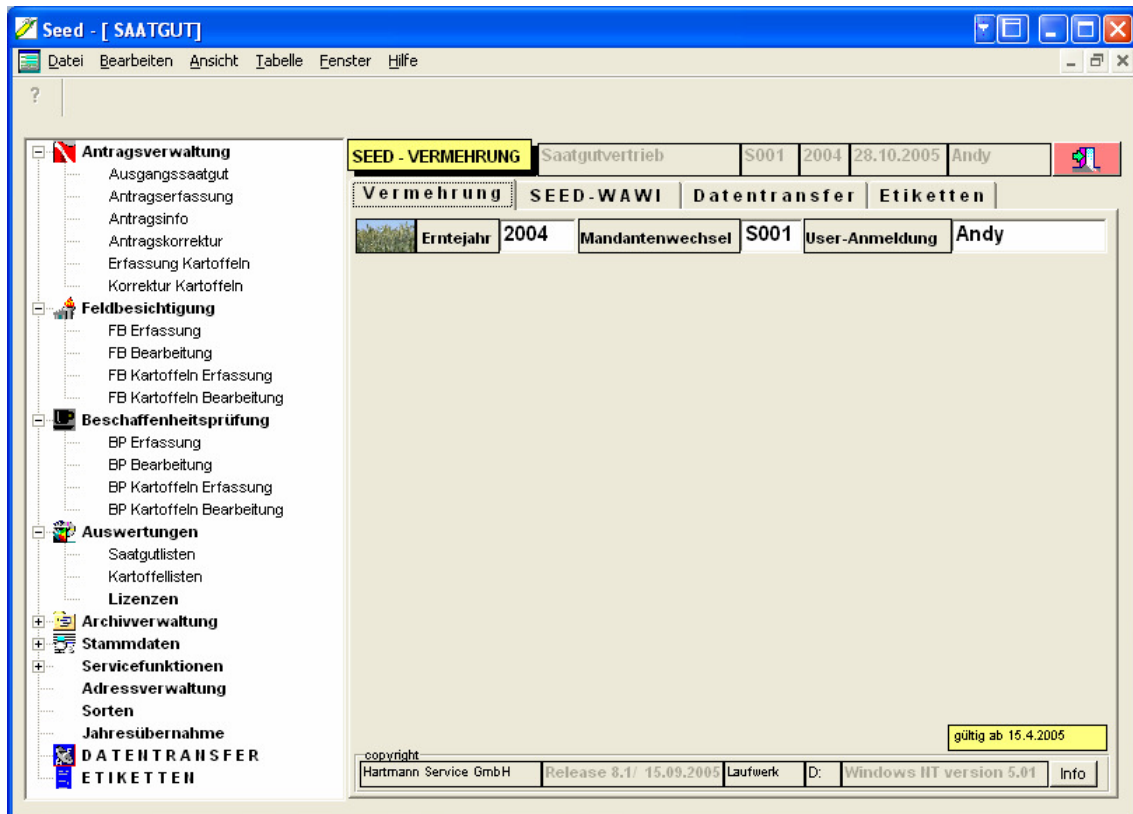 Seed - [ SAATGUT]
Datei Bearbeiten Ansicht Tabelle Fenster Hilfe
?
Antragsverwaltung
Ausgangssaatgut
Antragserfassung
Antragsinfo
Antragskorrektur
Erfassung Kartoffeln
Korrektur Kartoffeln
Feldbesichtigung
FB Erfassung
FB Bearbeitung
FB Kartoffeln Erfassung
FB Kartoffeln Bearbeitung
Beschaffenheitsprüfung
BP Erfassung
BP Bearbeitung
BP Kartoffeln Erfassung
BP Kartoffeln Bearbeitung
Auswertungen
Saatgutlisten
Kartoffellisten
Lizenzen
Archivverwaltung
Stammdaten
Servicefunktionen
Adressverwaltung
Sorten
Jahresübernahme
DATENTRANSFER
ETIKETTEN
SEED - VERMEHRUNG Saatgutvertrieb S001 2004 28.10.2005 Andy
Vermehrung SEED-WAWI Datentransfer Etiketten
Erntejahr 2004 Mandantenwechsel S001 User-Anmeldung Andy
gültig ab 15.4.2005
copyright
Hartmann Service GmbH Release 8.1/ 15.09.2005 Laufwerk D: Windows NT version 5.01 Info